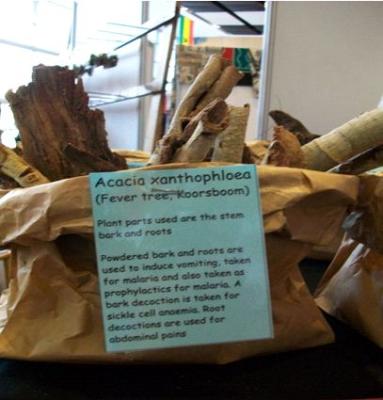 Acacia xanthophloea
(Fever tree, Koorsboom)
Plant parts used are the stem
bark and roots
Powdered bark and roots are
used to induce vomiting, taken
for malaria and also taken as
prophylactics for malaria. A
bark decoction is taken for
sickle cell anaemia. Root
decoctions are used for
abdominal pains